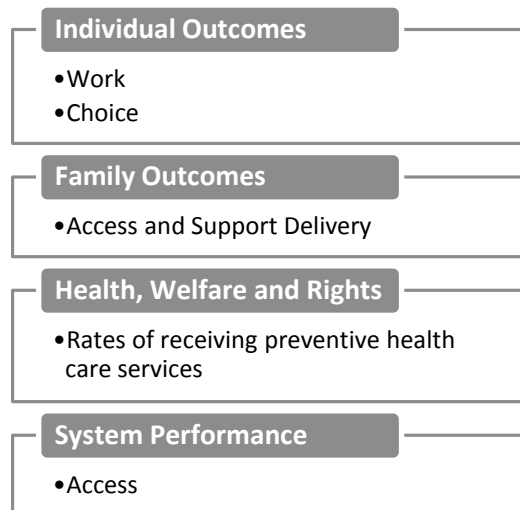 Individual Outcomes
•Work
•Choice
Family Outcomes
•Access and Support Delivery
Health, Welfare and Rights
•Rates of receiving preventive health
care services
System Performance
•Access